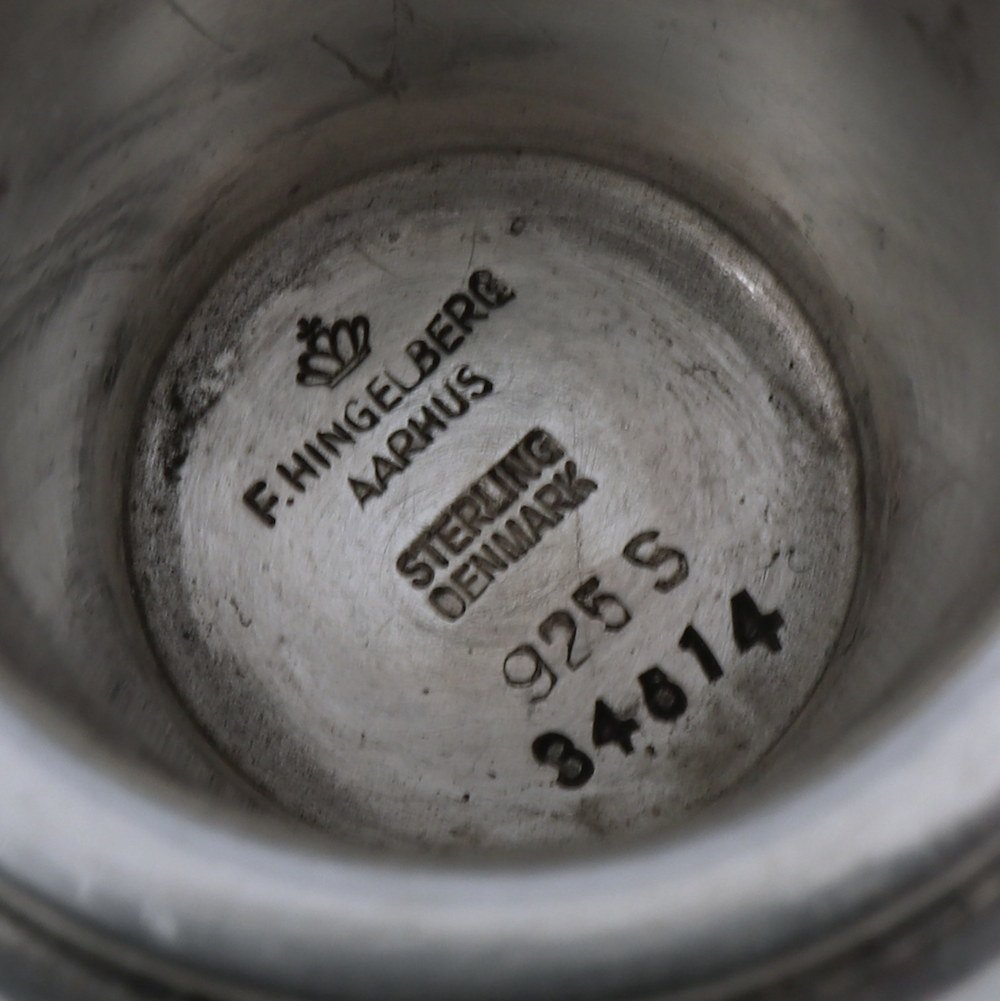 F. HINGELBERG
AARHUS
STERLING
DENMARK
925 S
34814